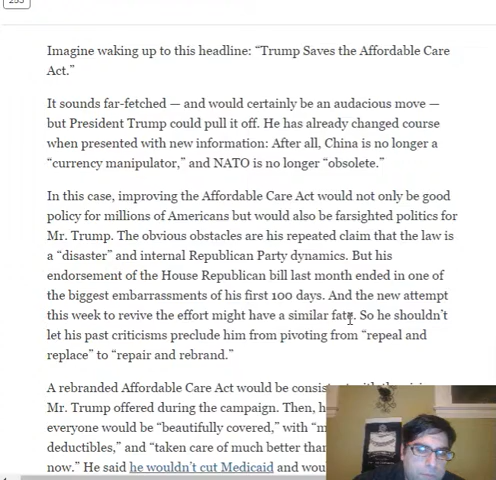 Imagine waking up to this headline: “Trump Saves the Affordable Care
Act.”
It sounds far-fetched — and would certainly be an audacious move —
but President Trump could pull it off. He has already changed course
when presented with new information: After all, China is no longer a
“currency manipulator,” and NATO is no longer “obsolete.”
In this case, improving the Affordable Care Act would not only be good
policy for millions of Americans but would also be farsighted politics for
Mr. Trump. The obvious obstacles are his repeated claim that the law is
a “disaster” and internal Republican Party dynamics. But his
endorsement of the House Republican bill last month ended in one of
the biggest embarrassments of his first 100 days. And the new attempt
this week to revive the effort might have a similar fate. So he shouldn’t
let his past criticisms preclude him from pivoting from “repeal and
replace” to “repair and rebrand.”
A rebranded Affordable Care Act would be
Mr. Trump offered during the campaign. Then,
everyone would be “beautifully covered,” with
deductibles,” and “taken care of much better
now.” He said he wouldn’t cut Medicaid and